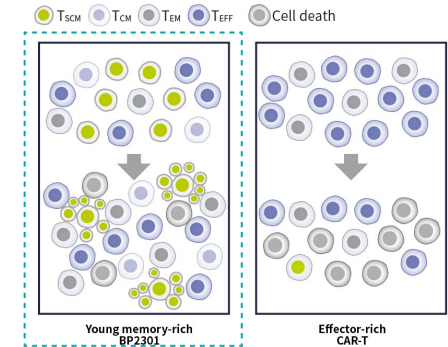 TSCM TCM TEM TEFF Cell death
Young memory-rich
BP2301
Effector-rich
CAR-T